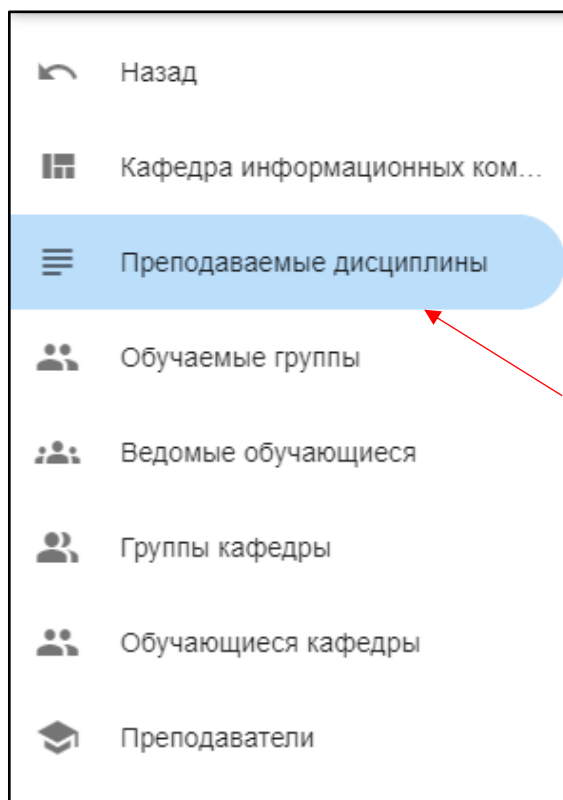 Назад
Кафедра информационных ком...
Преподаваемые дисциплины
Обучаемые группы
Ведомые обучающиеся
Группы кафедры
Обучающиеся кафедры
Преподаватели